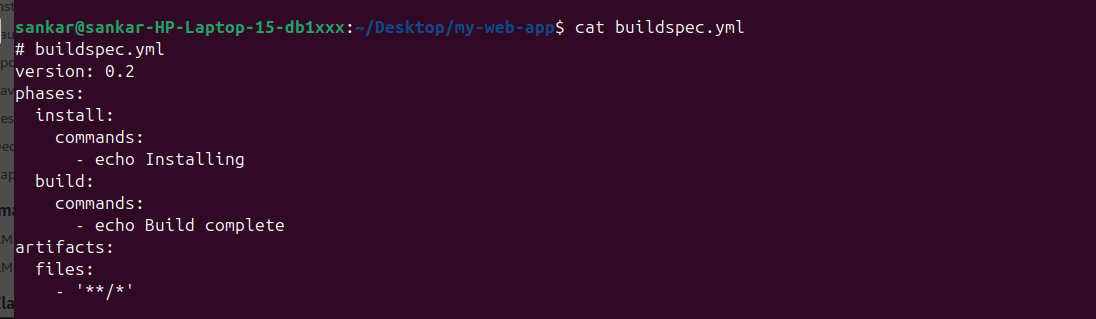 sankar@sankar-HP-Laptop-15-db1xxx:~/Desktop/my-web-app$ cat buildspec.yml
# buildspec.yml
version: 0.2
phases:
  install:
    commands:
      - echo Installing
  build:
    commands:
      - echo Build complete
artifacts:
  files:
    - '**/*'